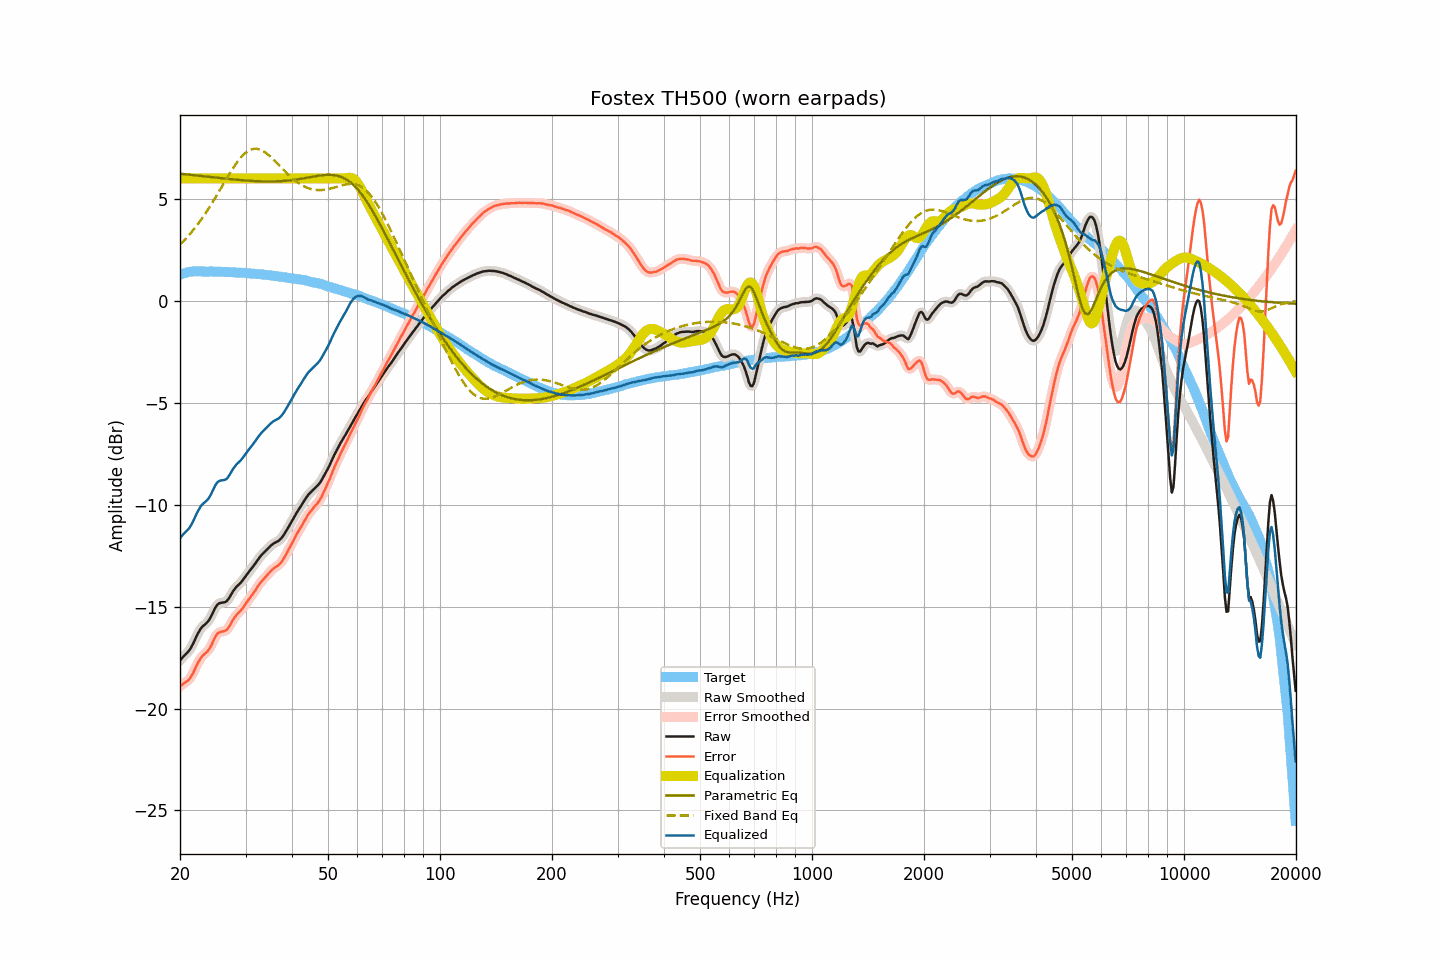 Fostex TH500 (worn earpads)
Amplitude (dBr)
5
0
−5
−10
−15
−20
−25
20
50
100
200
500
1000
2000
5000
10000
20000
Frequency (Hz)
Target
Raw Smoothed
Error Smoothed
Raw
Error
Equalization
Parametric Eq
Fixed Band Eq
Equalized